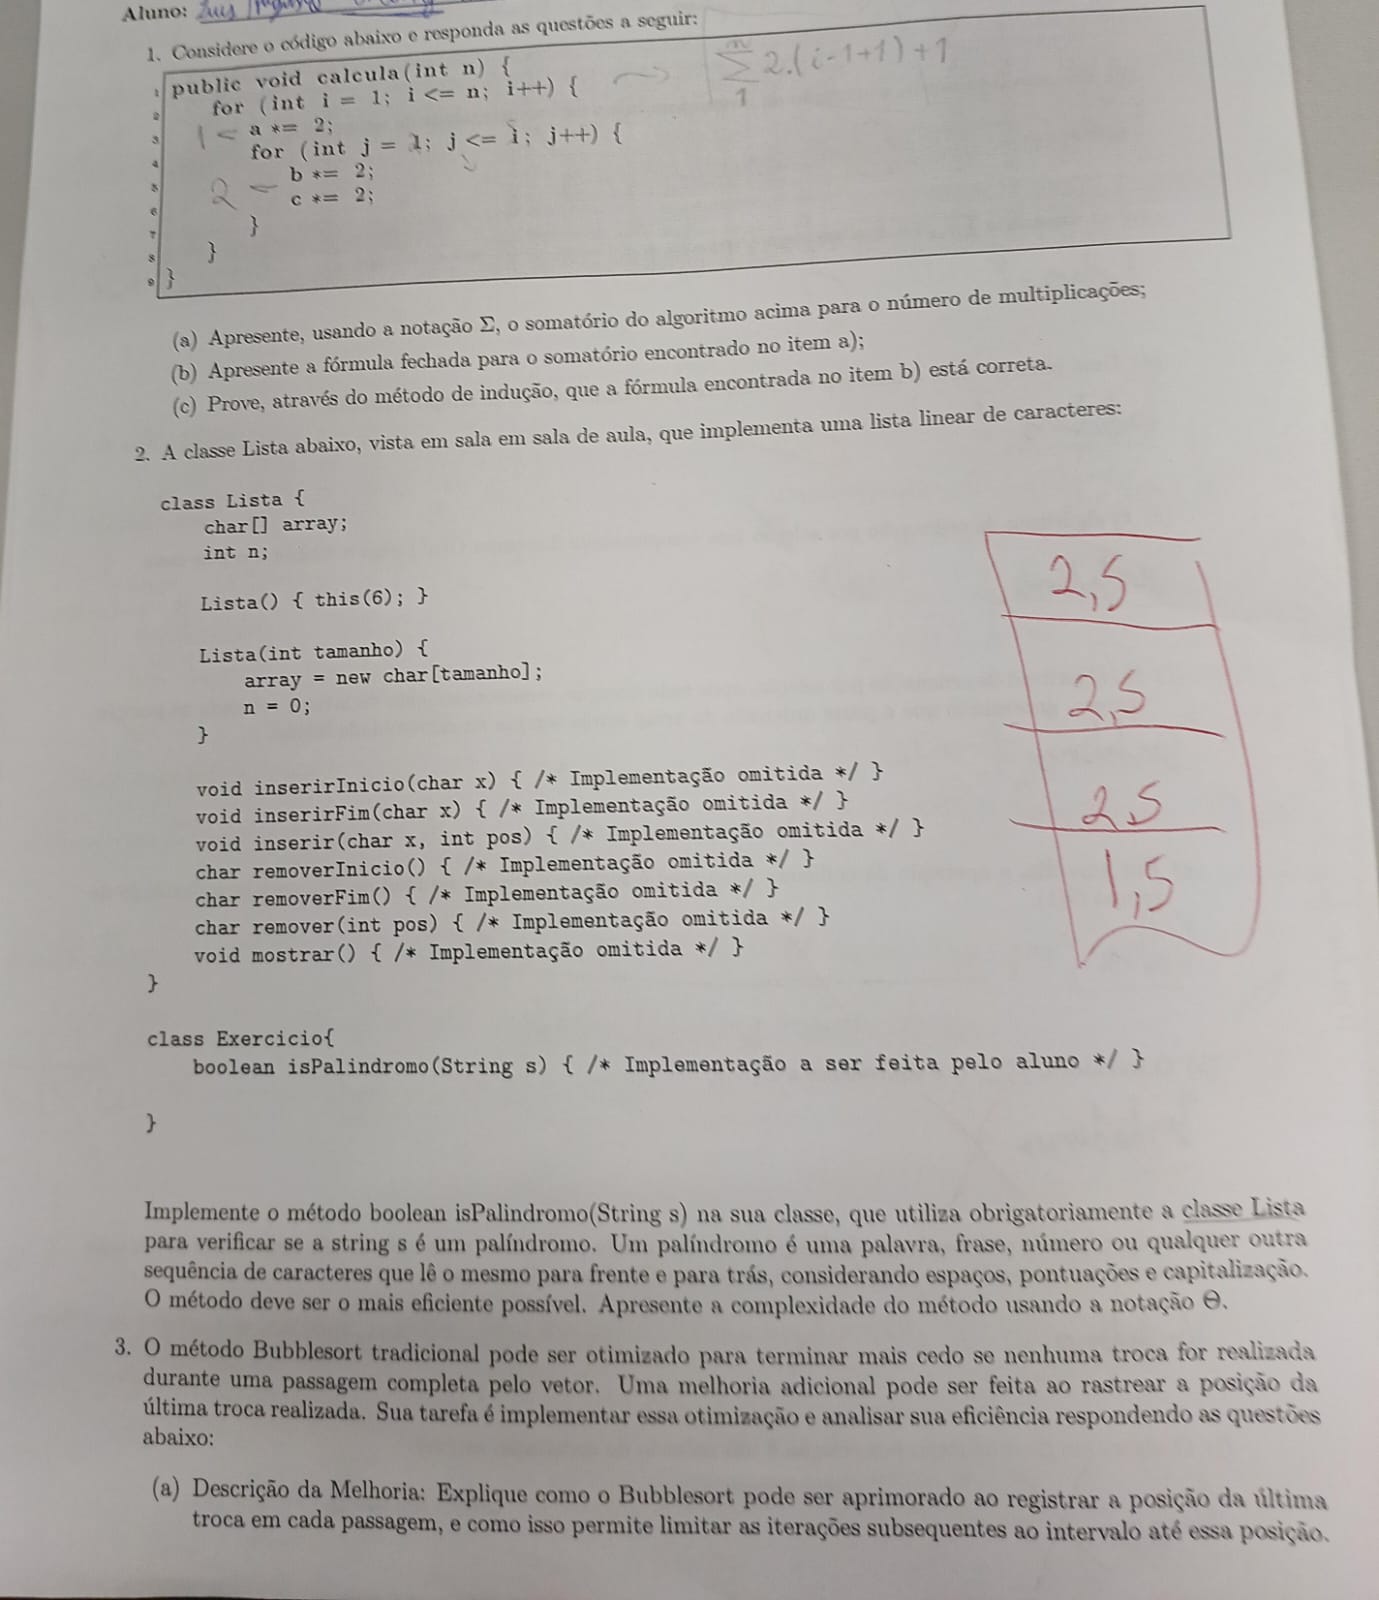 Aluno: Luis
1. Considere o código abaixo e responda as questões a seguir:
1 public void calcula(int n) {
n
∑ 2.(i-1+1)+1
1
2 for (int i = 1; i <= n; i++) {
3 1 a *= 2;
4 for (int j = 1; j <= i; j++) {
5 b *= 2;
6 2 c *= 2;
7 }
8 }
9 }
(a) Apresente, usando a notação Σ, o somatório do algoritmo acima para o número de multiplicações;
(b) Apresente a fórmula fechada para o somatório encontrado no item a);
(c) Prove, através do método de indução, que a fórmula encontrada no item b) está correta.
2. A classe Lista abaixo, vista em sala em sala de aula, que implementa uma lista linear de caracteres:
class Lista {
char[] array;
int n;
Lista() { this(6); }
Lista(int tamanho) {
array = new char[tamanho];
n = 0;
}
void inserirInicio(char x) { /* Implementação omitida */ }
void inserirFim(char x) { /* Implementação omitida */ }
void inserir(char x, int pos) { /* Implementação omitida */ }
char removerInicio() { /* Implementação omitida */ }
char removerFim() { /* Implementação omitida */ }
char remover(int pos) { /* Implementação omitida */ }
void mostrar() { /* Implementação omitida */ }
}
2,5
2,5
2,5
1,5
class Exercicio{
boolean isPalindromo(String s) { /* Implementação a ser feita pelo aluno */ }
}
Implemente o método boolean isPalindromo(String s) na sua classe, que utiliza obrigatoriamente a classe Lista
para verificar se a string s é um palíndromo. Um palíndromo é uma palavra, frase, número ou qualquer outra
sequência de caracteres que lê o mesmo para frente e para trás, considerando espaços, pontuações e capitalização.
O método deve ser o mais eficiente possível. Apresente a complexidade do método usando a notação Θ.
3. O método Bubblesort tradicional pode ser otimizado para terminar mais cedo se nenhuma troca for realizada
durante uma passagem completa pelo vetor. Uma melhoria adicional pode ser feita ao rastrear a posição da
última troca realizada. Sua tarefa é implementar essa otimização e analisar sua eficiência respondendo as questões
abaixo:
(a) Descrição da Melhoria: Explique como o Bubblesort pode ser aprimorado ao registrar a posição da última
troca em cada passagem, e como isso permite limitar as iterações subsequentes ao intervalo até essa posição.